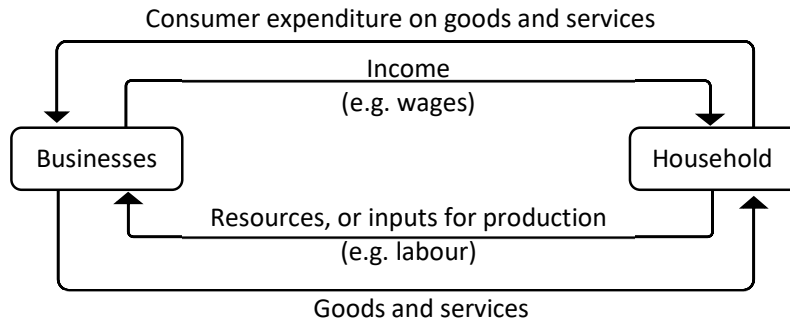 Consumer expenditure on goods and services
Income
(e.g. wages)
Businesses
Household
Resources, or inputs for production
(e.g. labour)
Goods and services